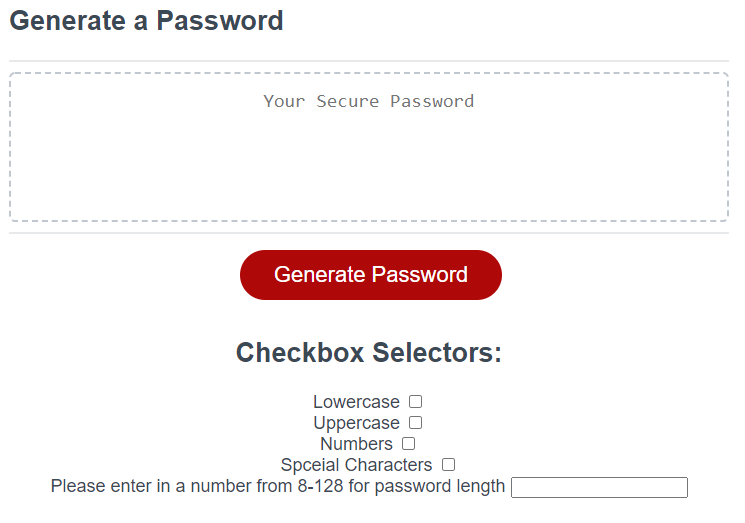 Generate a Password
Your Secure Password
Generate Password
Checkbox Selectors:
Lowercase
Uppercase
Numbers
Spceial Characters
Please enter in a number from 8-128 for password length